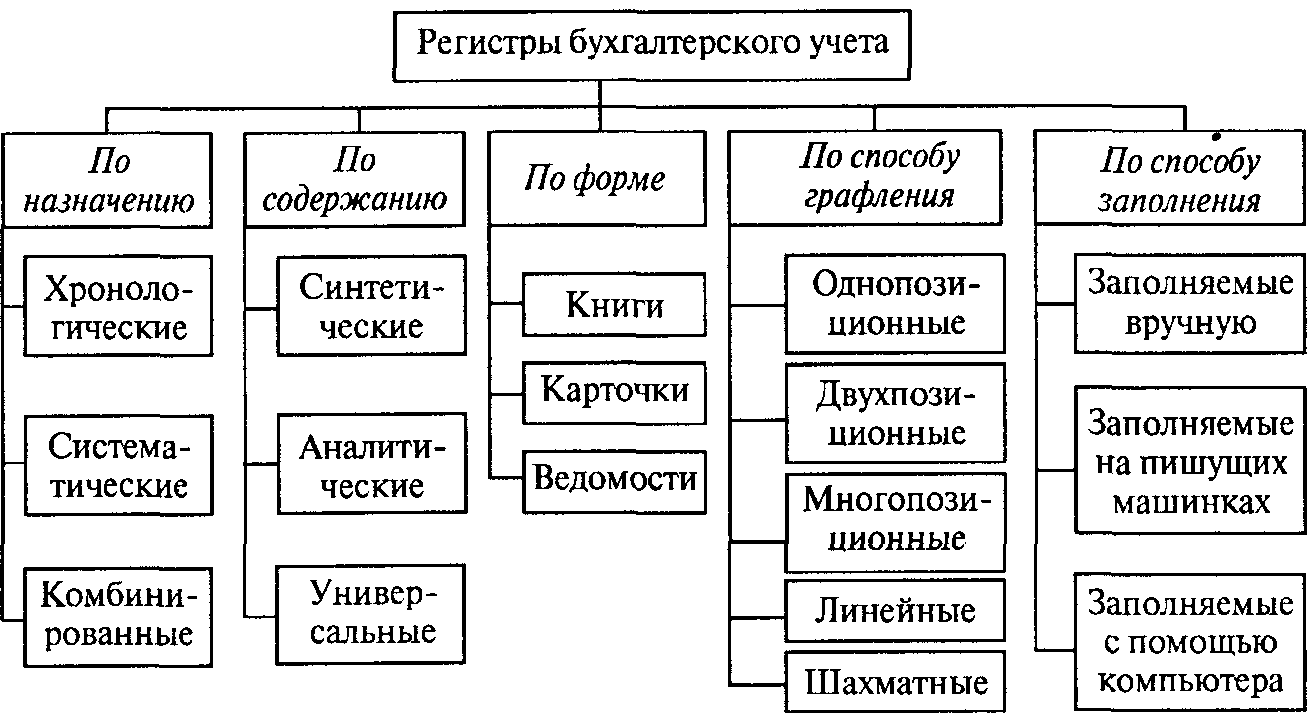 Регистры бухгалтерского учета
По
назначению
Хроноло-
гические
Система-
тические
Комбини-
рованные
По
содержанию
Синтети-
ческие
Аналити-
ческие
Универ-
сальные
По форме
Книги
Карточки
Ведомости
По способу
графления
Однопози-
ционные
Двухпози-
ционные
Многопози-
ционные
Линейные
Шахматные
По способу
заполнения
Заполняемые
вручную
Заполняемые
на пишущих
машинках
Заполняемые
с помощью
компьютера